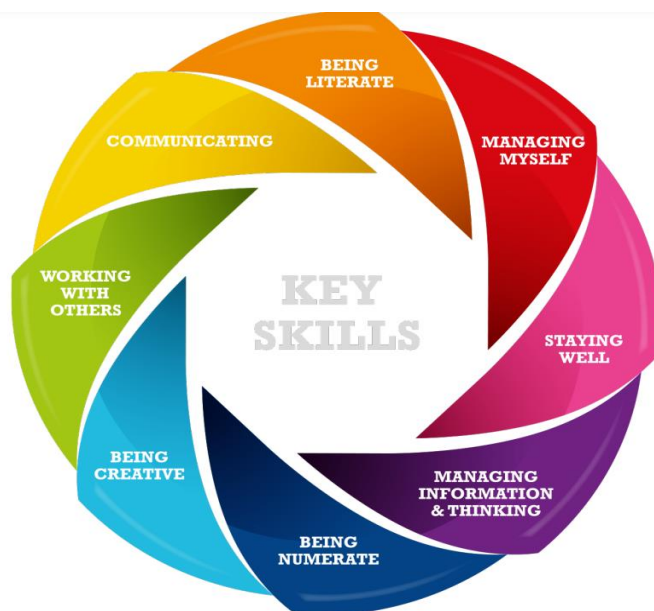 BEING
LITERATE
MANAGING
MYSELF
STAYING
WELL
MANAGING
INFORMATION
& THINKING
BEING
NUMERATE
BEING
CREATIVE
WORKING
WITH
OTHERS
COMMUNICATING
KEY
SKILLS